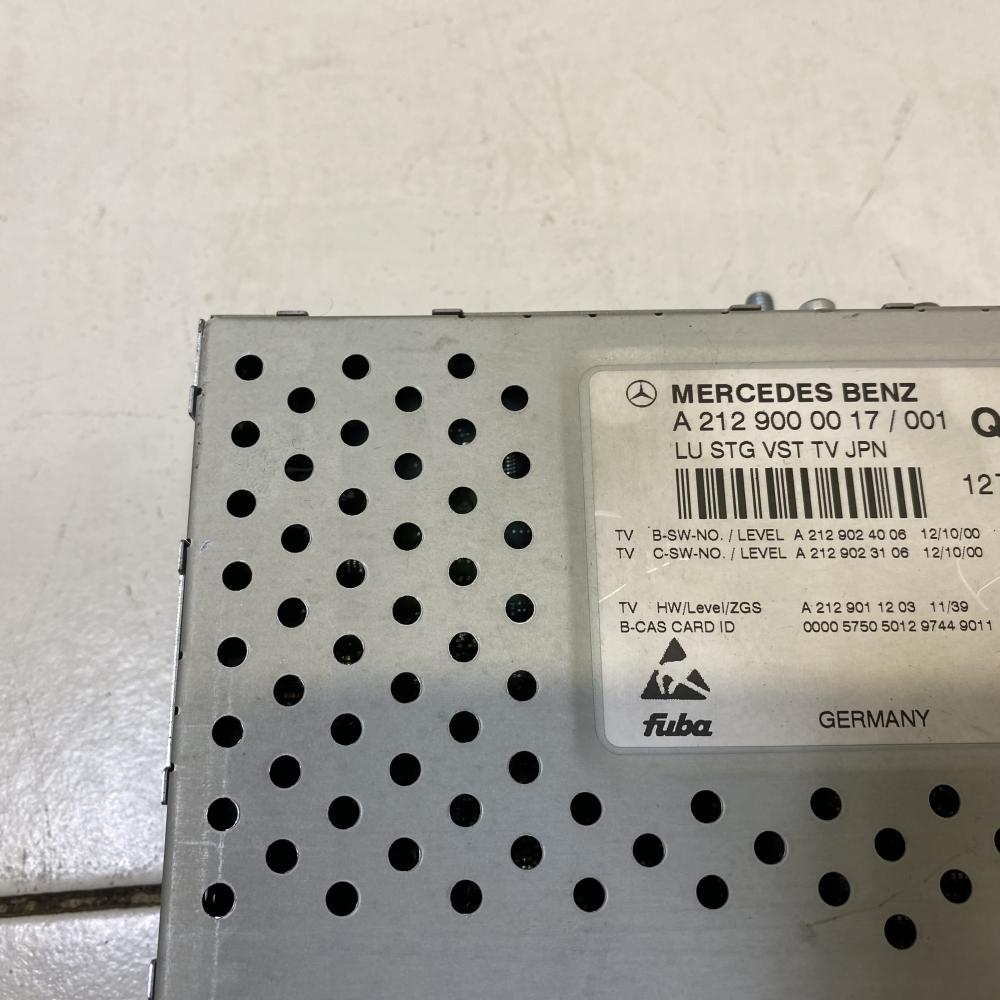 MERCEDES BENZ
A 212 900 00 17 / 001 Q
LU STG VST TV JPN
127
TV B-SW-NO. / LEVEL A 212 902 40 06 12/10/00
TV C-SW-NO. / LEVEL A 212 902 31 06 12/10/00
TV HW/Level/ZGS A 212 901 12 03 11/39
B-CAS CARD ID 0000 5750 5012 9744 9011
fuba GERMANY